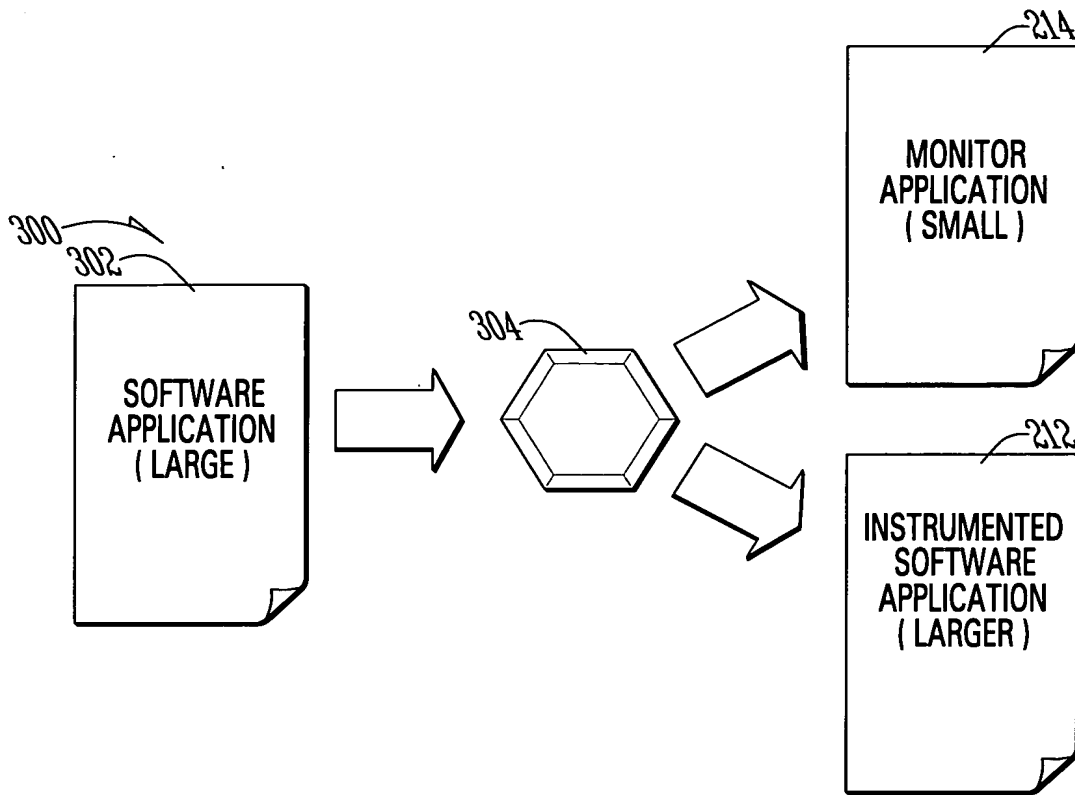 300
302
SOFTWARE
APPLICATION
( LARGE )
304
214
MONITOR
APPLICATION
( SMALL )
212
INSTRUMENTED
SOFTWARE
APPLICATION
( LARGER )